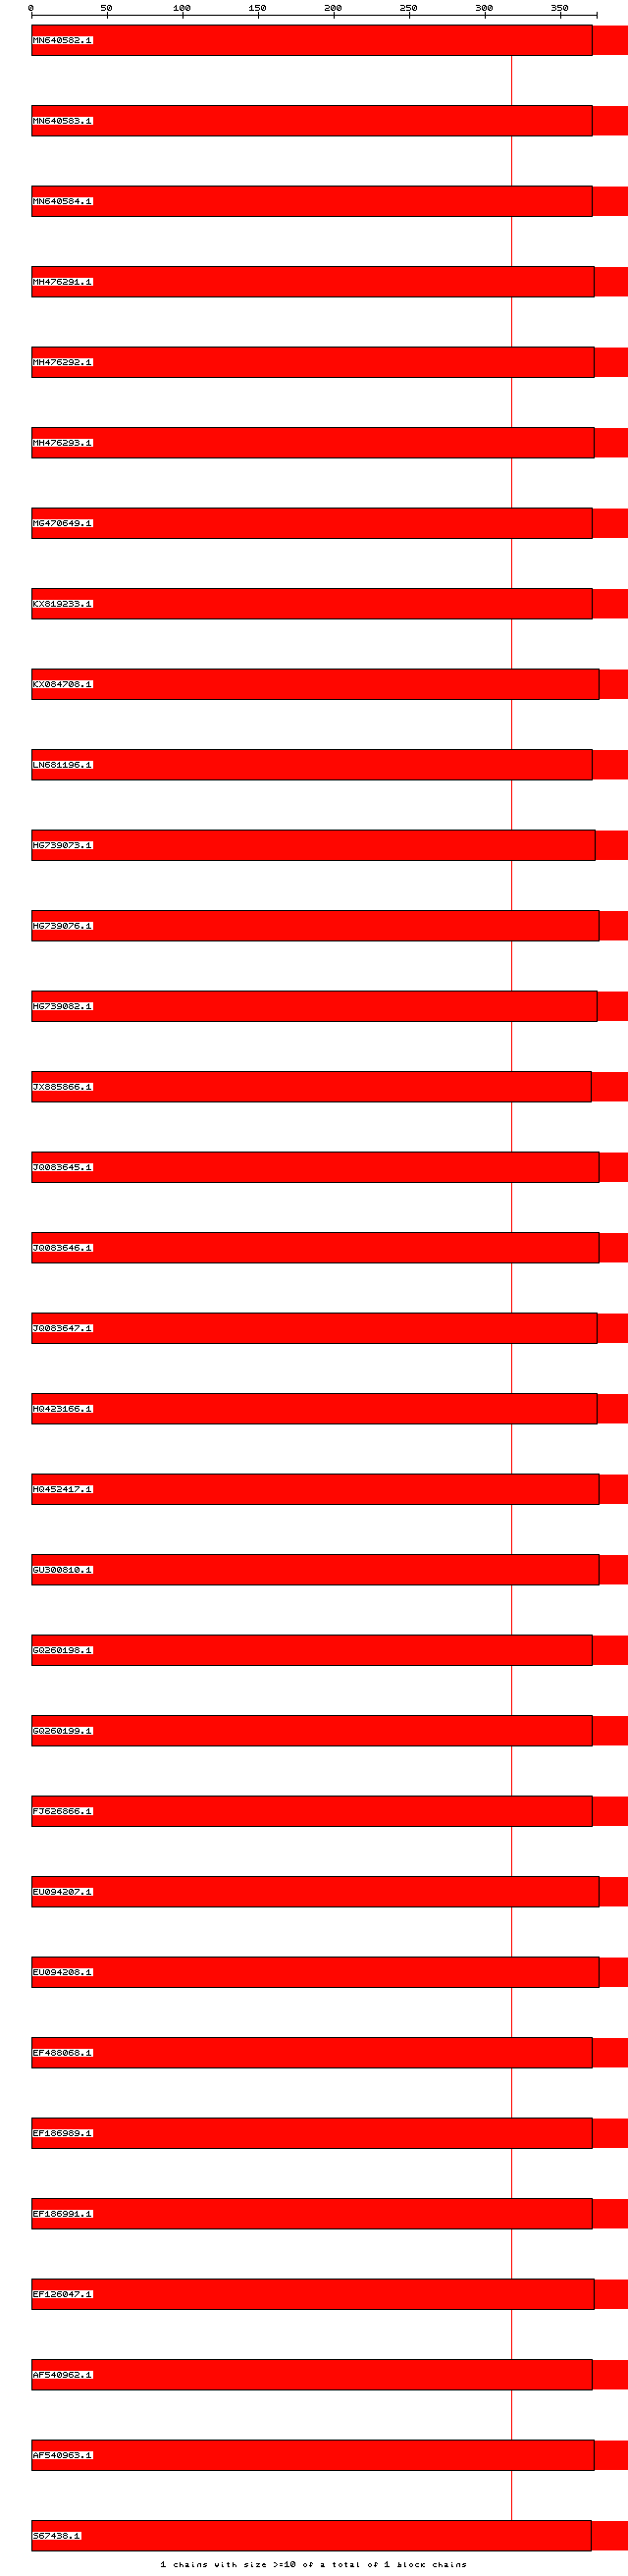 0 50 100 150 200 250 300 350
MN640582.1
MN640583.1
MN640584.1
MH476291.1
MH476292.1
MH476293.1
MG470649.1
KX819233.1
KX084708.1
LN681196.1
HG739073.1
HG739076.1
HG739082.1
JX885866.1
JQ083645.1
JQ083646.1
JQ083647.1
HQ423166.1
HQ452417.1
GU300810.1
GQ260198.1
GQ260199.1
FJ626866.1
EU094207.1
EU094208.1
EF488068.1
EF186989.1
EF186991.1
EF126047.1
AF540962.1
AF540963.1
S67438.1
1 chains with size >=10 of a total of 1 block chains